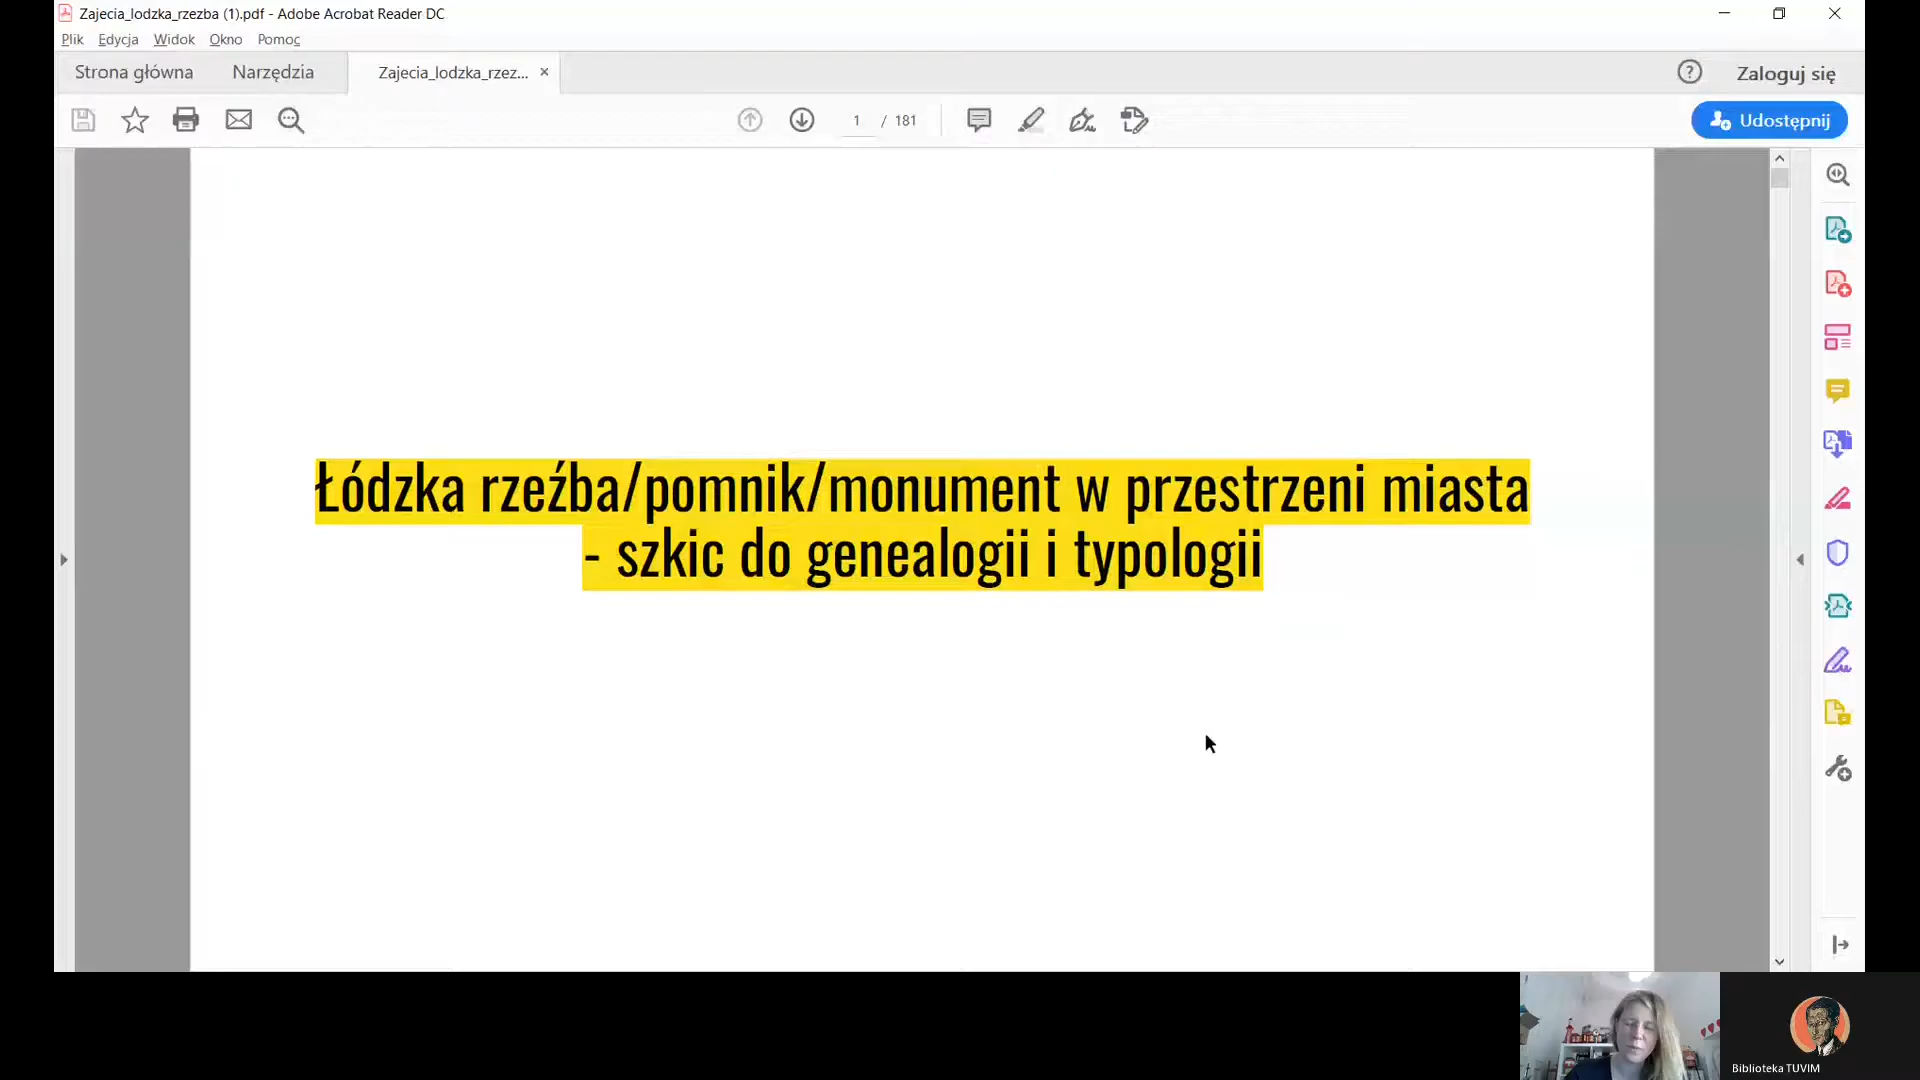 Zajecia_lodzka_rzezba (1).pdf - Adobe Acrobat Reader DC
Plik Edycja Widok Okno Pomoc
Strona główna Narzędzia Zajecia_lodzka_rzez... × Zaloguj się
1 / 181 Udostępnij
Łódzka rzeźba/pomnik/monument w przestrzeni miasta
- szkic do genealogii i typologii
Biblioteka TUVIM